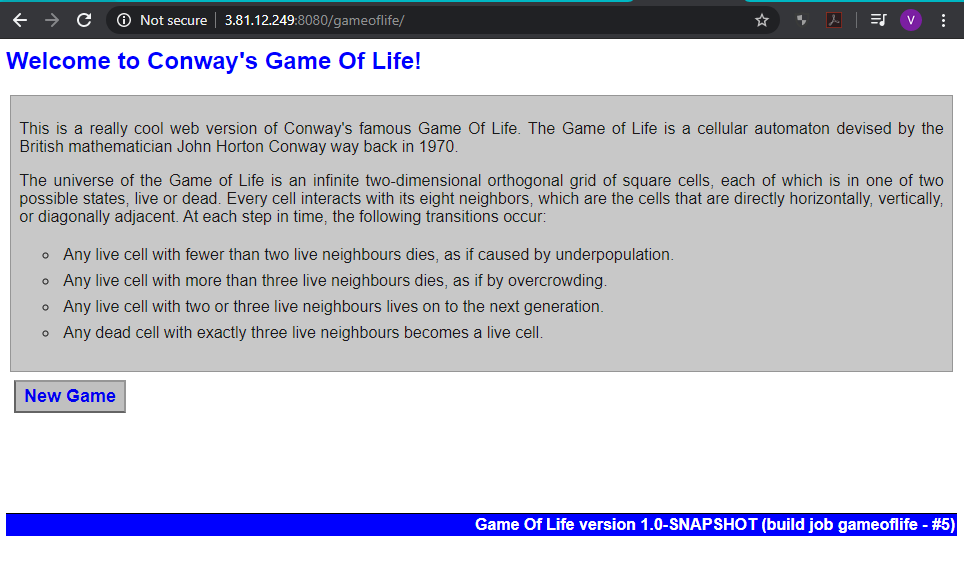 Not secure | 3.81.12.249:8080/gameoflife/
V
Welcome to Conway's Game Of Life!
This is a really cool web version of Conway's famous Game Of Life. The Game of Life is a cellular automaton devised by the
British mathematician John Horton Conway way back in 1970.
The universe of the Game of Life is an infinite two-dimensional orthogonal grid of square cells, each of which is in one of two
possible states, live or dead. Every cell interacts with its eight neighbors, which are the cells that are directly horizontally, vertically,
or diagonally adjacent. At each step in time, the following transitions occur:
Any live cell with fewer than two live neighbours dies, as if caused by underpopulation.
Any live cell with more than three live neighbours dies, as if by overcrowding.
Any live cell with two or three live neighbours lives on to the next generation.
Any dead cell with exactly three live neighbours becomes a live cell.
New Game
Game Of Life version 1.0-SNAPSHOT (build job gameoflife - #5)